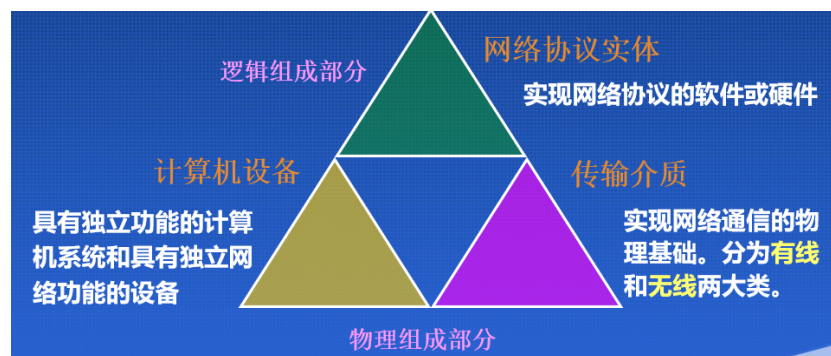 网络协议实体
逻辑组成部分
实现网络协议的软件或硬件
计算机设备
传输介质
具有独立功能的计算
机系统和具有独立网
络功能的设备
实现网络通信的物
理基础。分为有线
和无线两大类。
物理组成部分